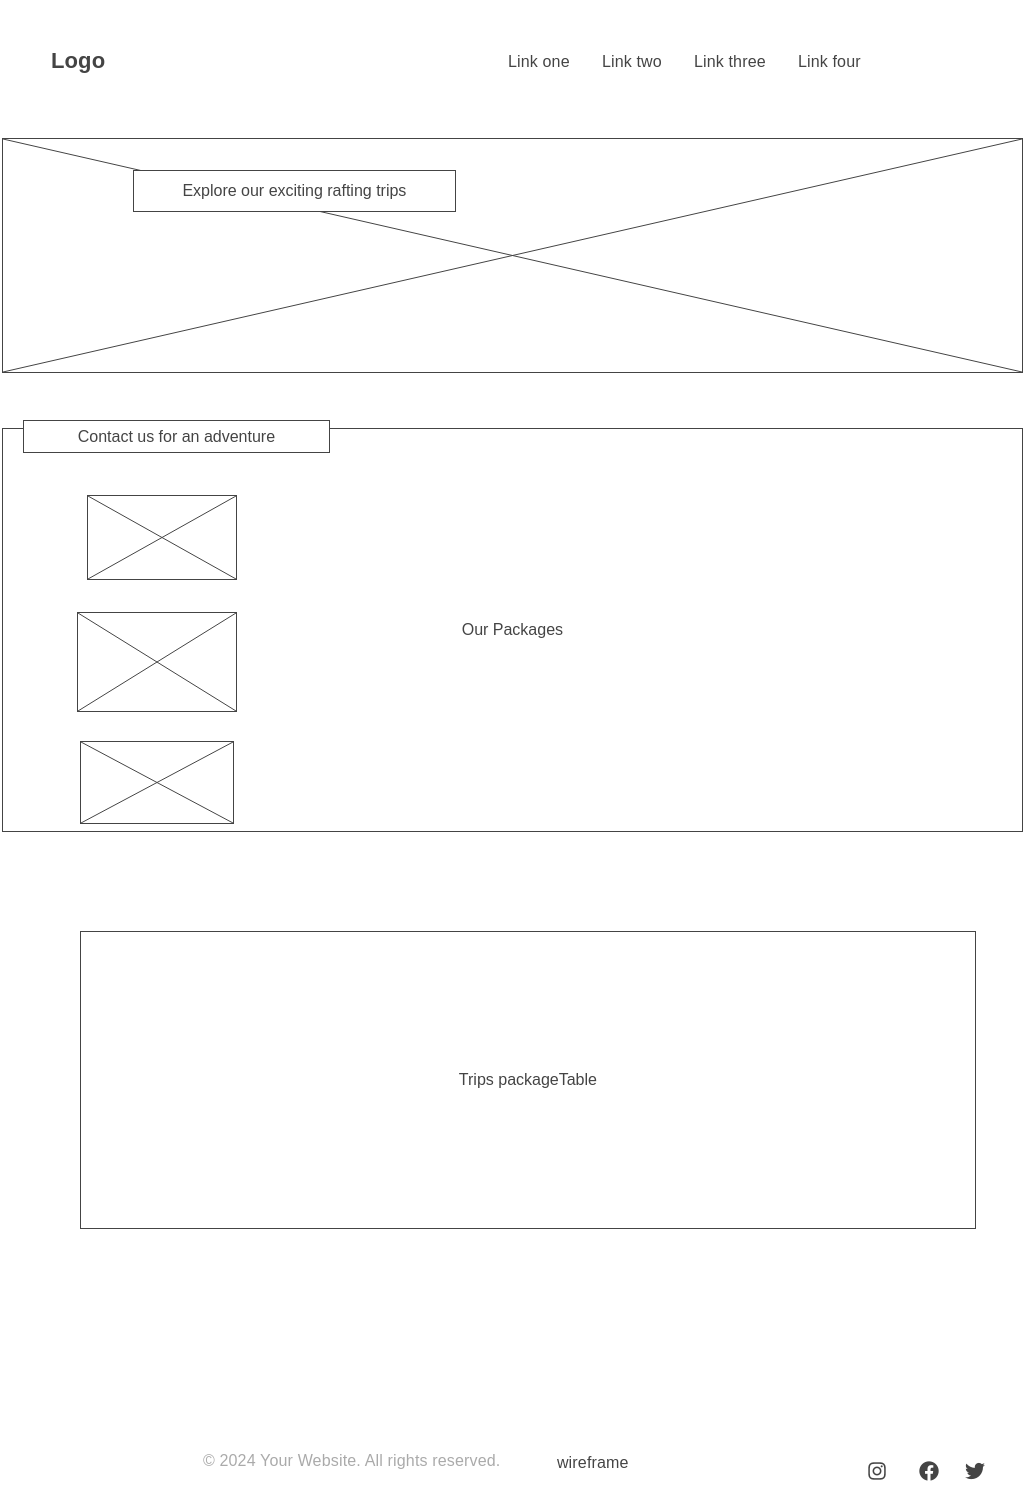 Logo
Link one Link two Link three Link four
Explore our exciting rafting trips
Contact us for an adventure
Our Packages
Trips packageTable
© 2024 Your Website. All rights reserved. wireframe